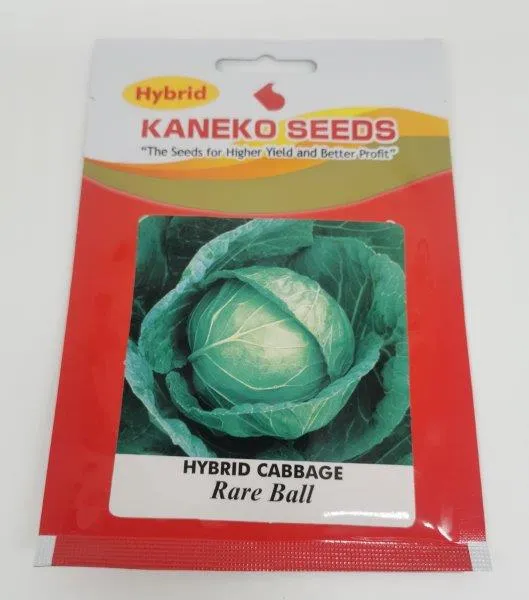 Hybrid
KANEKO SEEDS
"The Seeds for Higher Yield and Better Profit"
HYBRID CABBAGE
Rare Ball